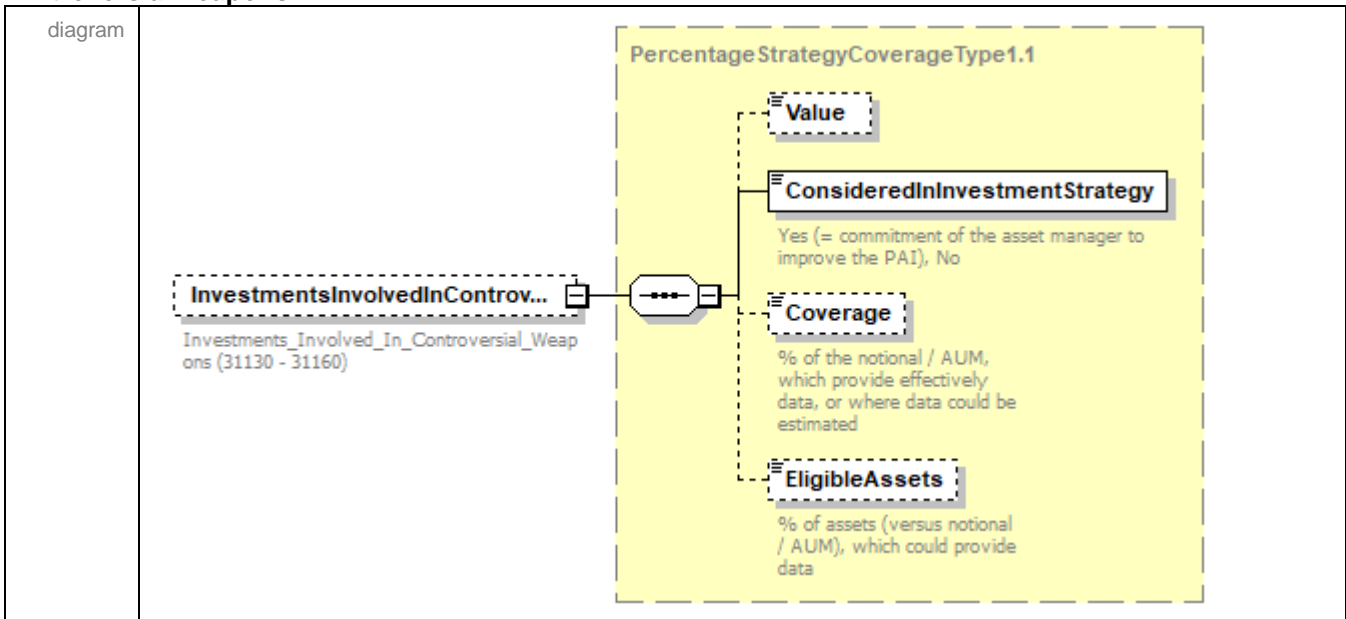 diagram
PercentageStrategyCoverageType1.1
Value
ConsideredInInvestmentStrategy
Yes (= commitment of the asset manager to
improve the PAI), No
InvestmentsInvolvedInControv...
Investments_Involved_In_Controversial_Weap
ons (31130 - 31160)
Coverage
% of the notional / AUM,
which provide effectively
data, or where data could be
estimated
EligibleAssets
% of assets (versus notional
/ AUM), which could provide
data